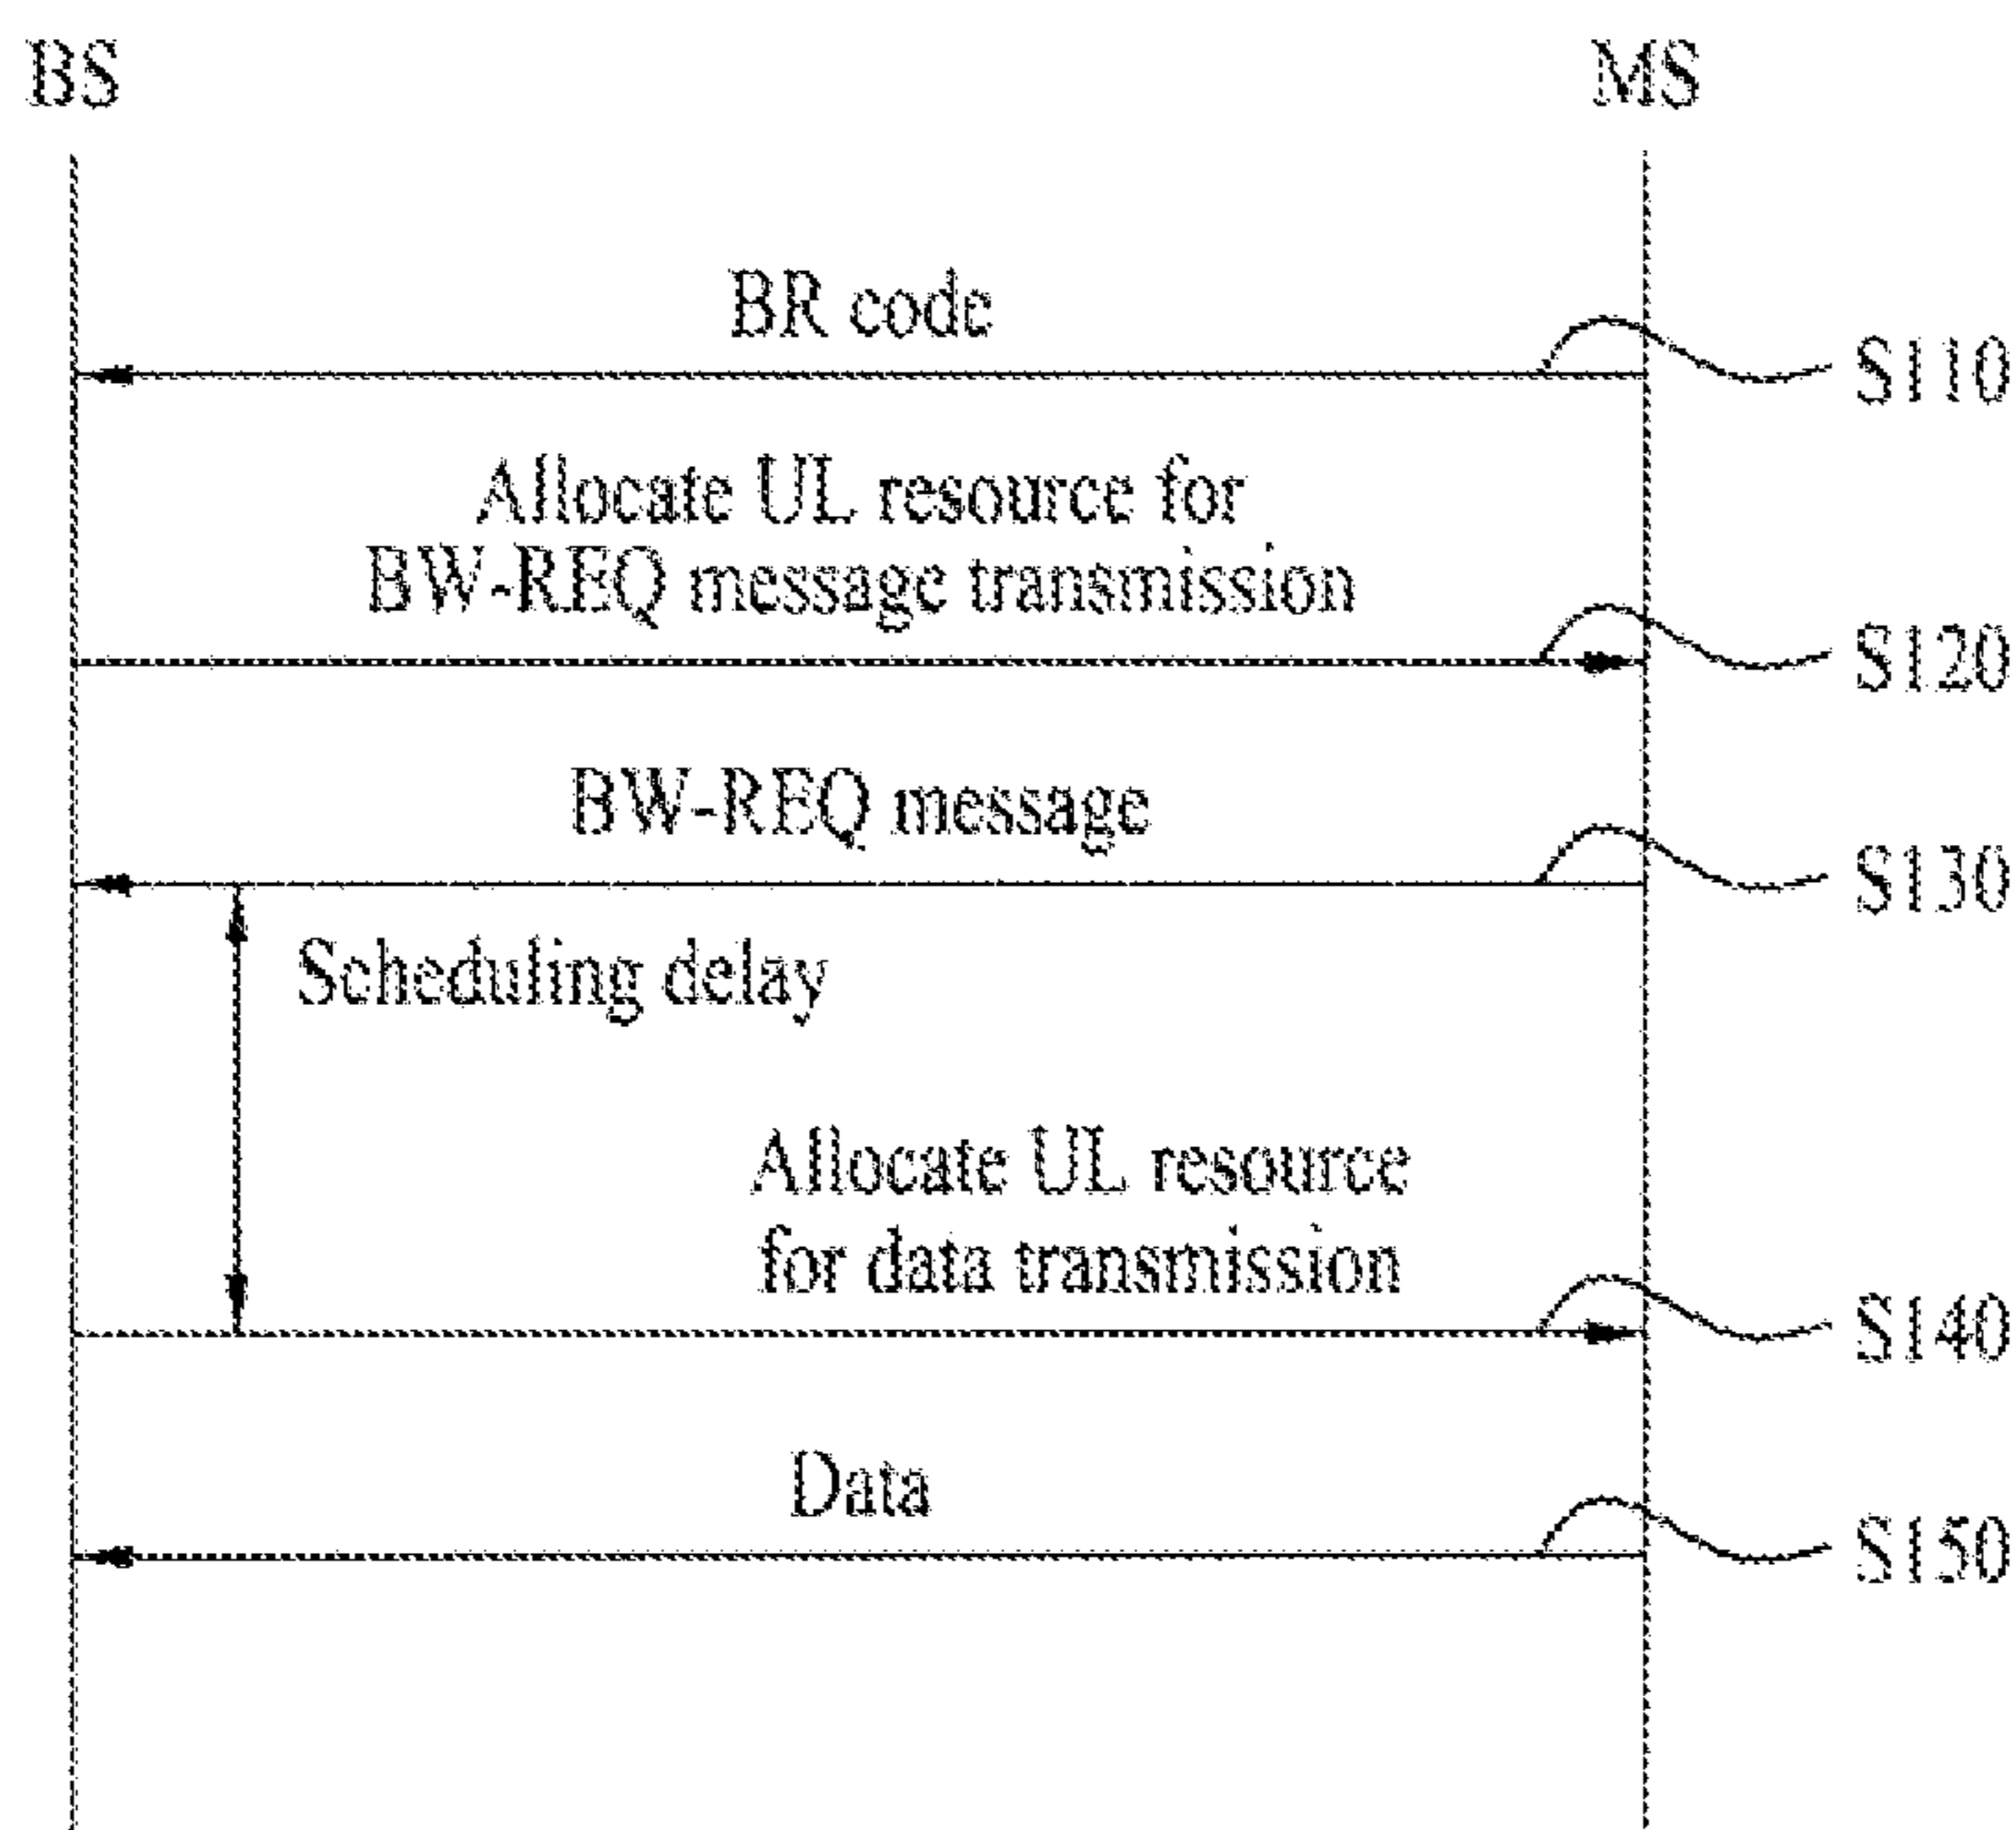 BS
MS
BR code
S110
Allocate UL resource for
BW-REQ message transmission
S120
BW-REQ message
S130
Scheduling delay
Allocate UL resource
for data transmission
S140
Data
S150